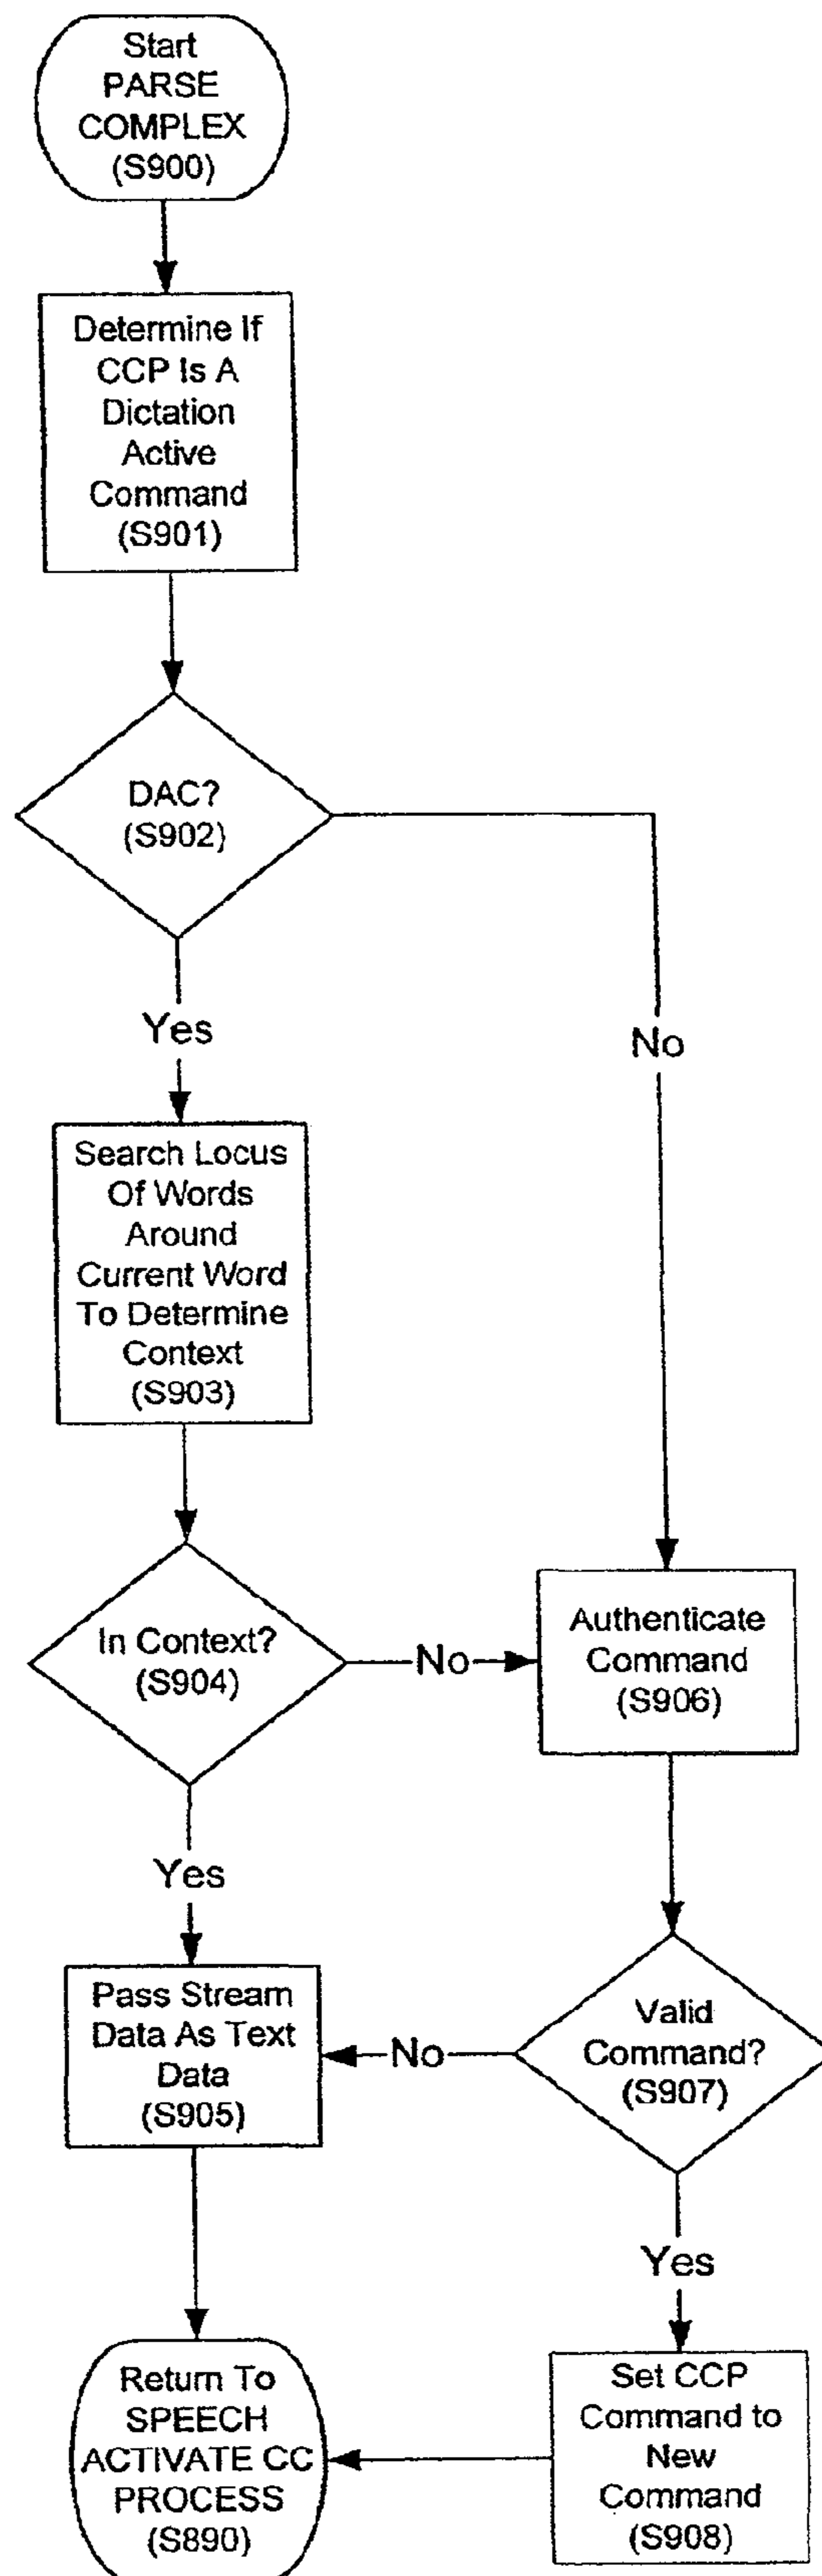 Start
PARSE
COMPLEX
(S900)
Determine If
CCP Is A
Dictation
Active
Command
(S901)
DAC?
(S902)
Yes
No
Search Locus
Of Words
Around
Current Word
To Determine
Context
(S903)
In Context?
(S904)
No
Authenticate
Command
(S906)
Yes
Pass Stream
Data As Text
Data
(S905)
No
Valid
Command?
(S907)
Yes
Return To
SPEECH
ACTIVATE CC
PROCESS
(S890)
Set CCP
Command to
New
Command
(S908)